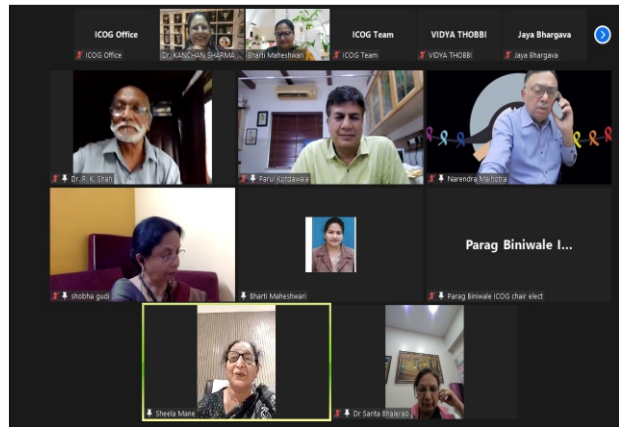 ICOG Office
ICOG Team
VIDYA THOBBI
Jaya Bhargava
ICOG Office
Dr. KANCHAN SHARMA ...
Bharti Maheshwari
ICOG Team
VIDYA THOBBI
Jaya Bhargava
Dr. P. K. Shah
Parul Kotdawala
Narendra Malhotra
Parag Biniwale I...
shobha gudi
Bharti Maheshwari
Parag Biniwale ICOG chair elect
Sheela Mane
Dr Sarita Bhalerao